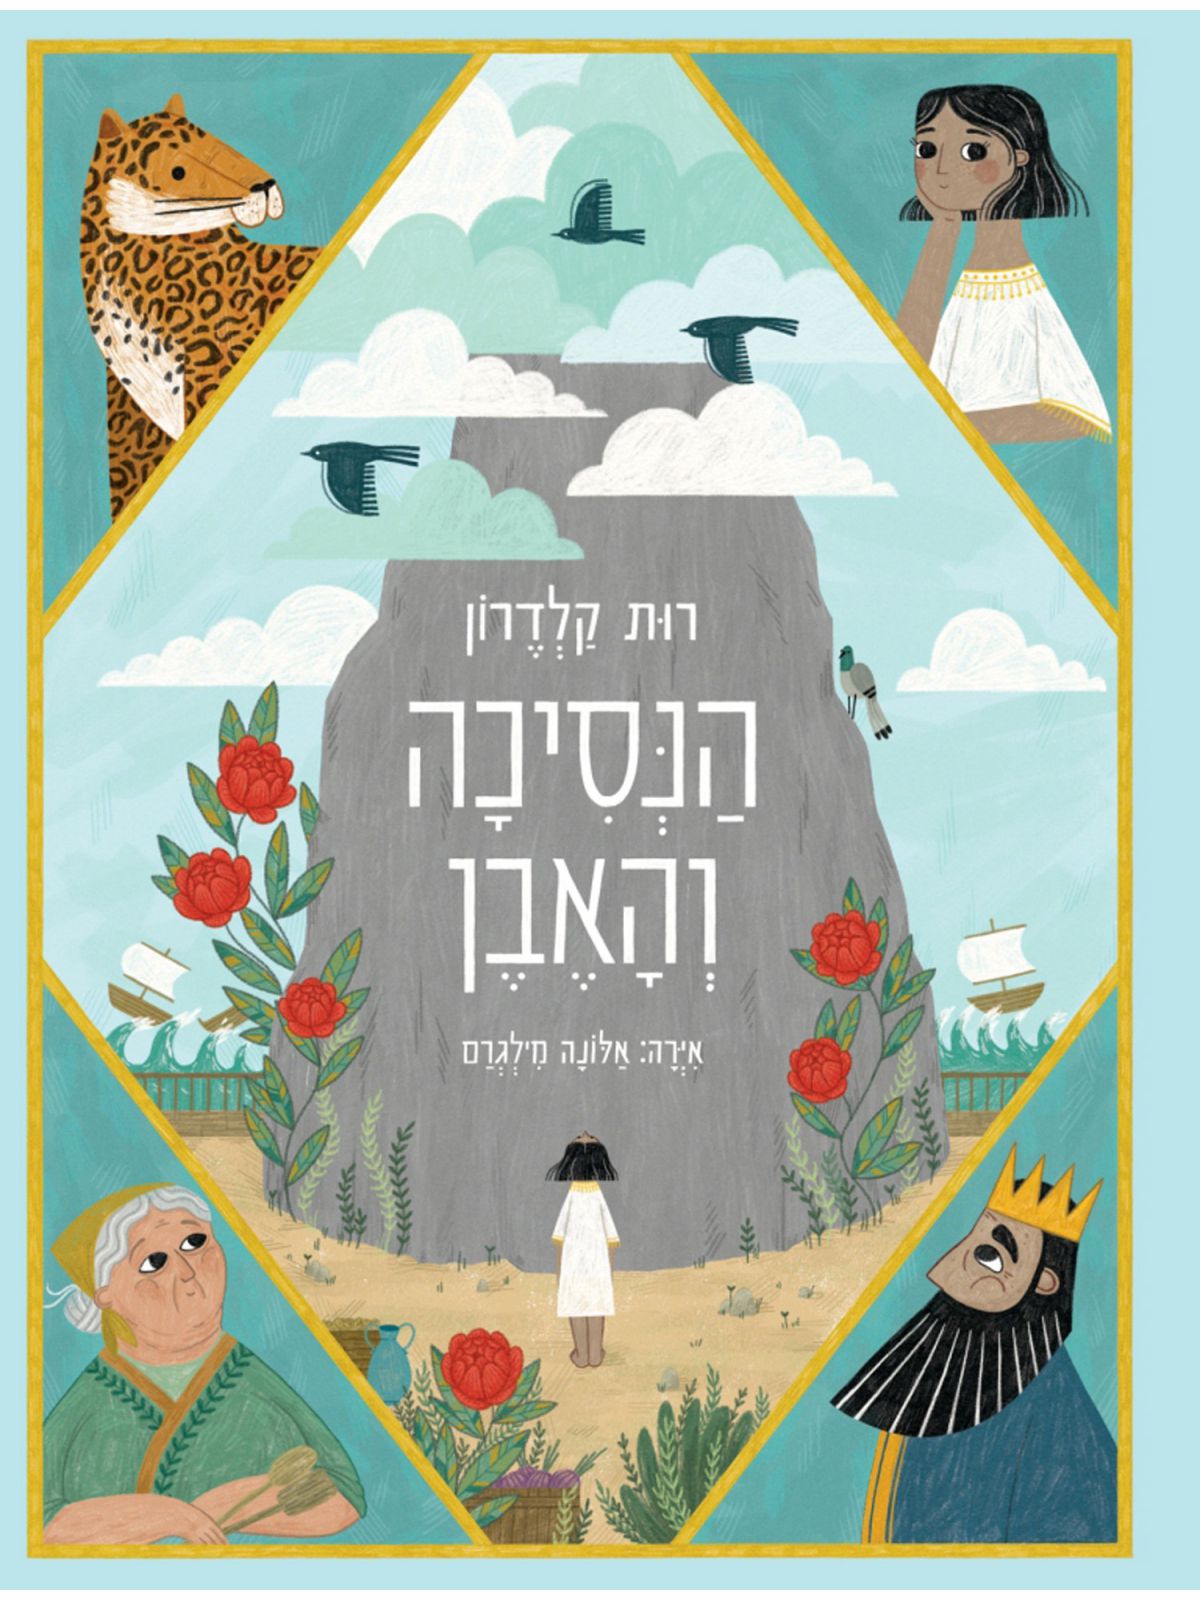 רוּת קַלְדֶרוֹן
הַנְּסִיכָה
וְהָאֶבֶן
אִיְּרָה: אַלּוֹנָה מִילְגְרַם